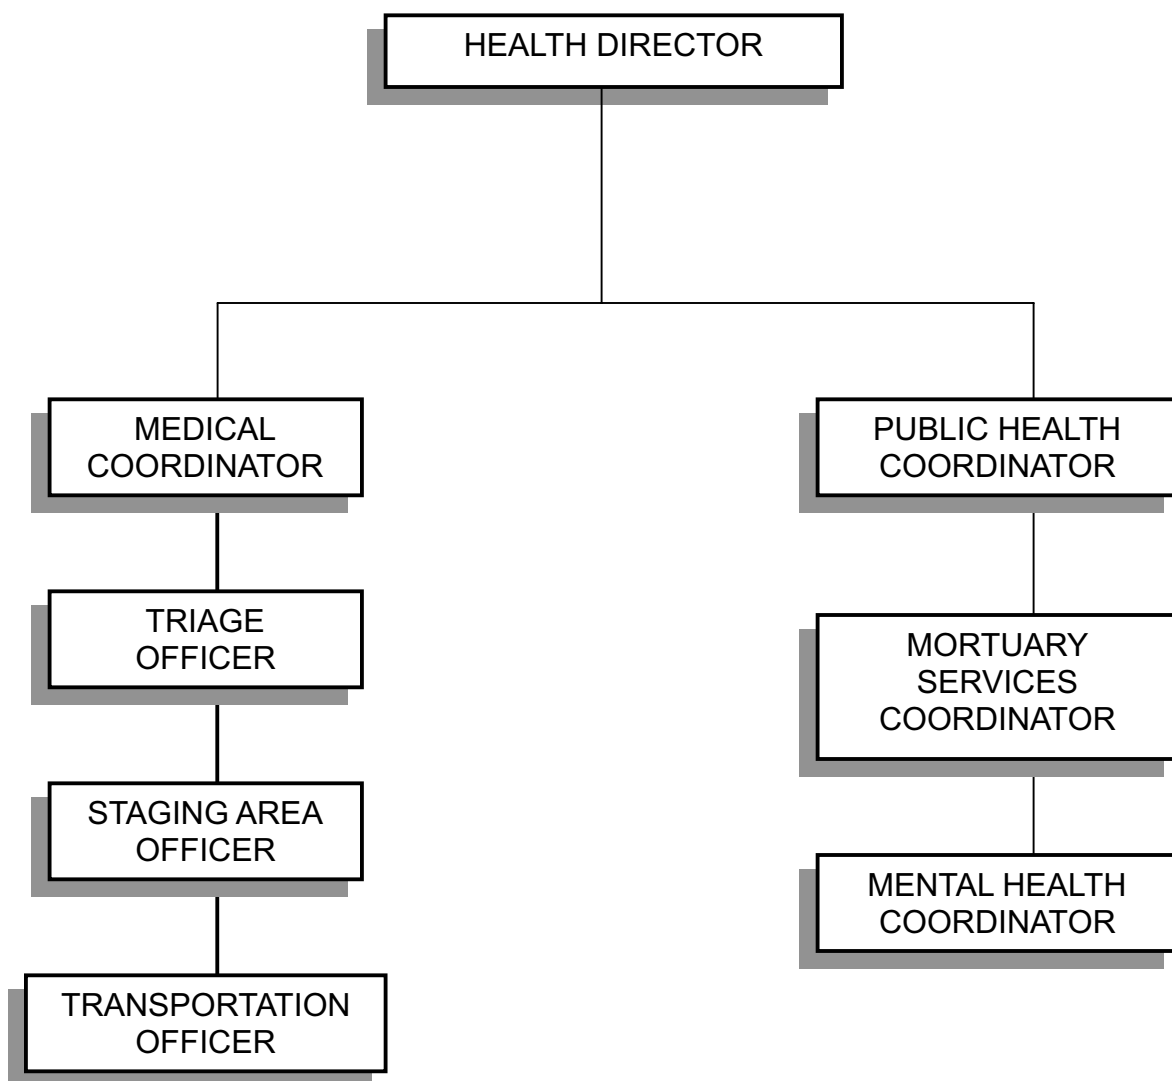 HEALTH DIRECTOR
MEDICAL
COORDINATOR
PUBLIC HEALTH
COORDINATOR
TRIAGE
OFFICER
MORTUARY
SERVICES
COORDINATOR
STAGING AREA
OFFICER
MENTAL HEALTH
COORDINATOR
TRANSPORTATION
OFFICER